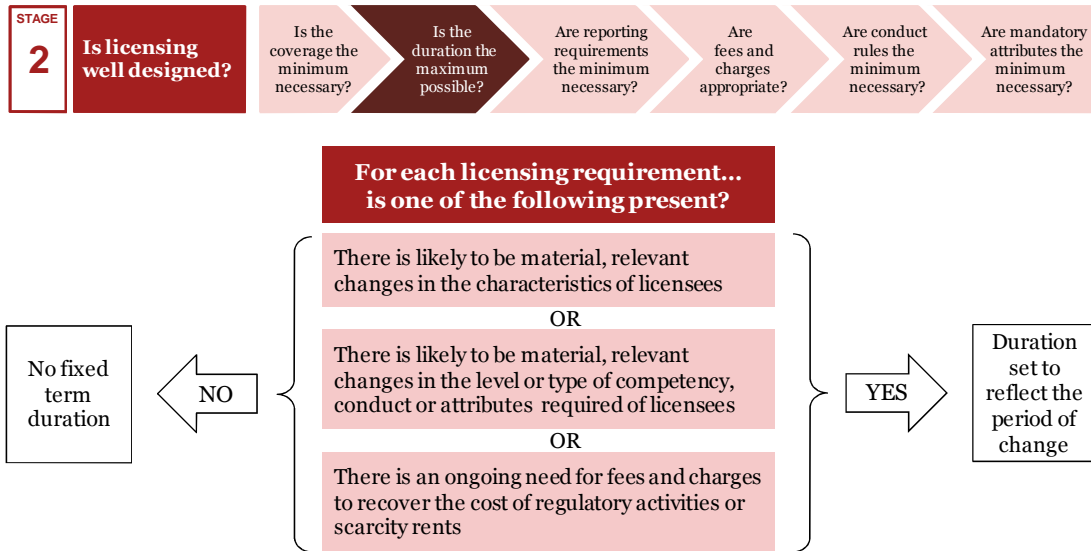 STAGE
2
Is licensing
well designed?
Is the
coverage the
minimum
necessary?
Is the
duration the
maximum
possible?
Are reporting
requirements
the minimum
necessary?
Are
fees and
charges
appropriate?
Are conduct
rules the
minimum
necessary?
Are mandatory
attributes the
minimum
necessary?
For each licensing requirement...
is one of the following present?
There is likely to be material, relevant
changes in the characteristics of licensees
OR
There is likely to be material, relevant
changes in the level or type of competency,
conduct or attributes required of licensees
OR
There is an ongoing need for fees and charges
to recover the cost of regulatory activities or
scarcity rents
No fixed
term
duration
NO
YES
Duration
set to
reflect the
period of
change